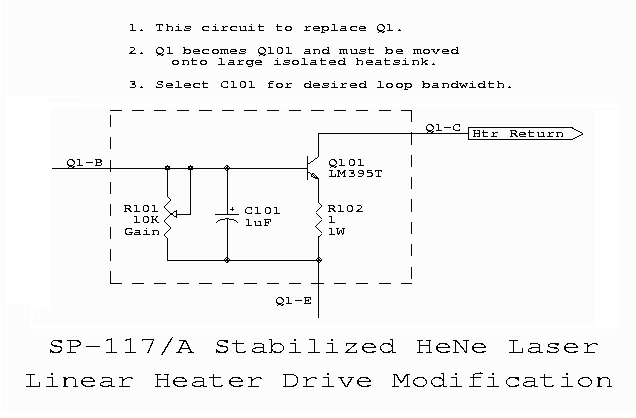 1. This circuit to replace Q1.
2. Q1 becomes Q101 and must be moved
onto large isolated heatsink.
3. Select C101 for desired loop bandwidth.
Q1-C
Htr Return
Q1-B
Q101
LM395T
R101
10K
Gain
+
C101
1uF
R102
1
1W
Q1-E
SP-117/A Stabilized HeNe Laser
Linear Heater Drive Modification